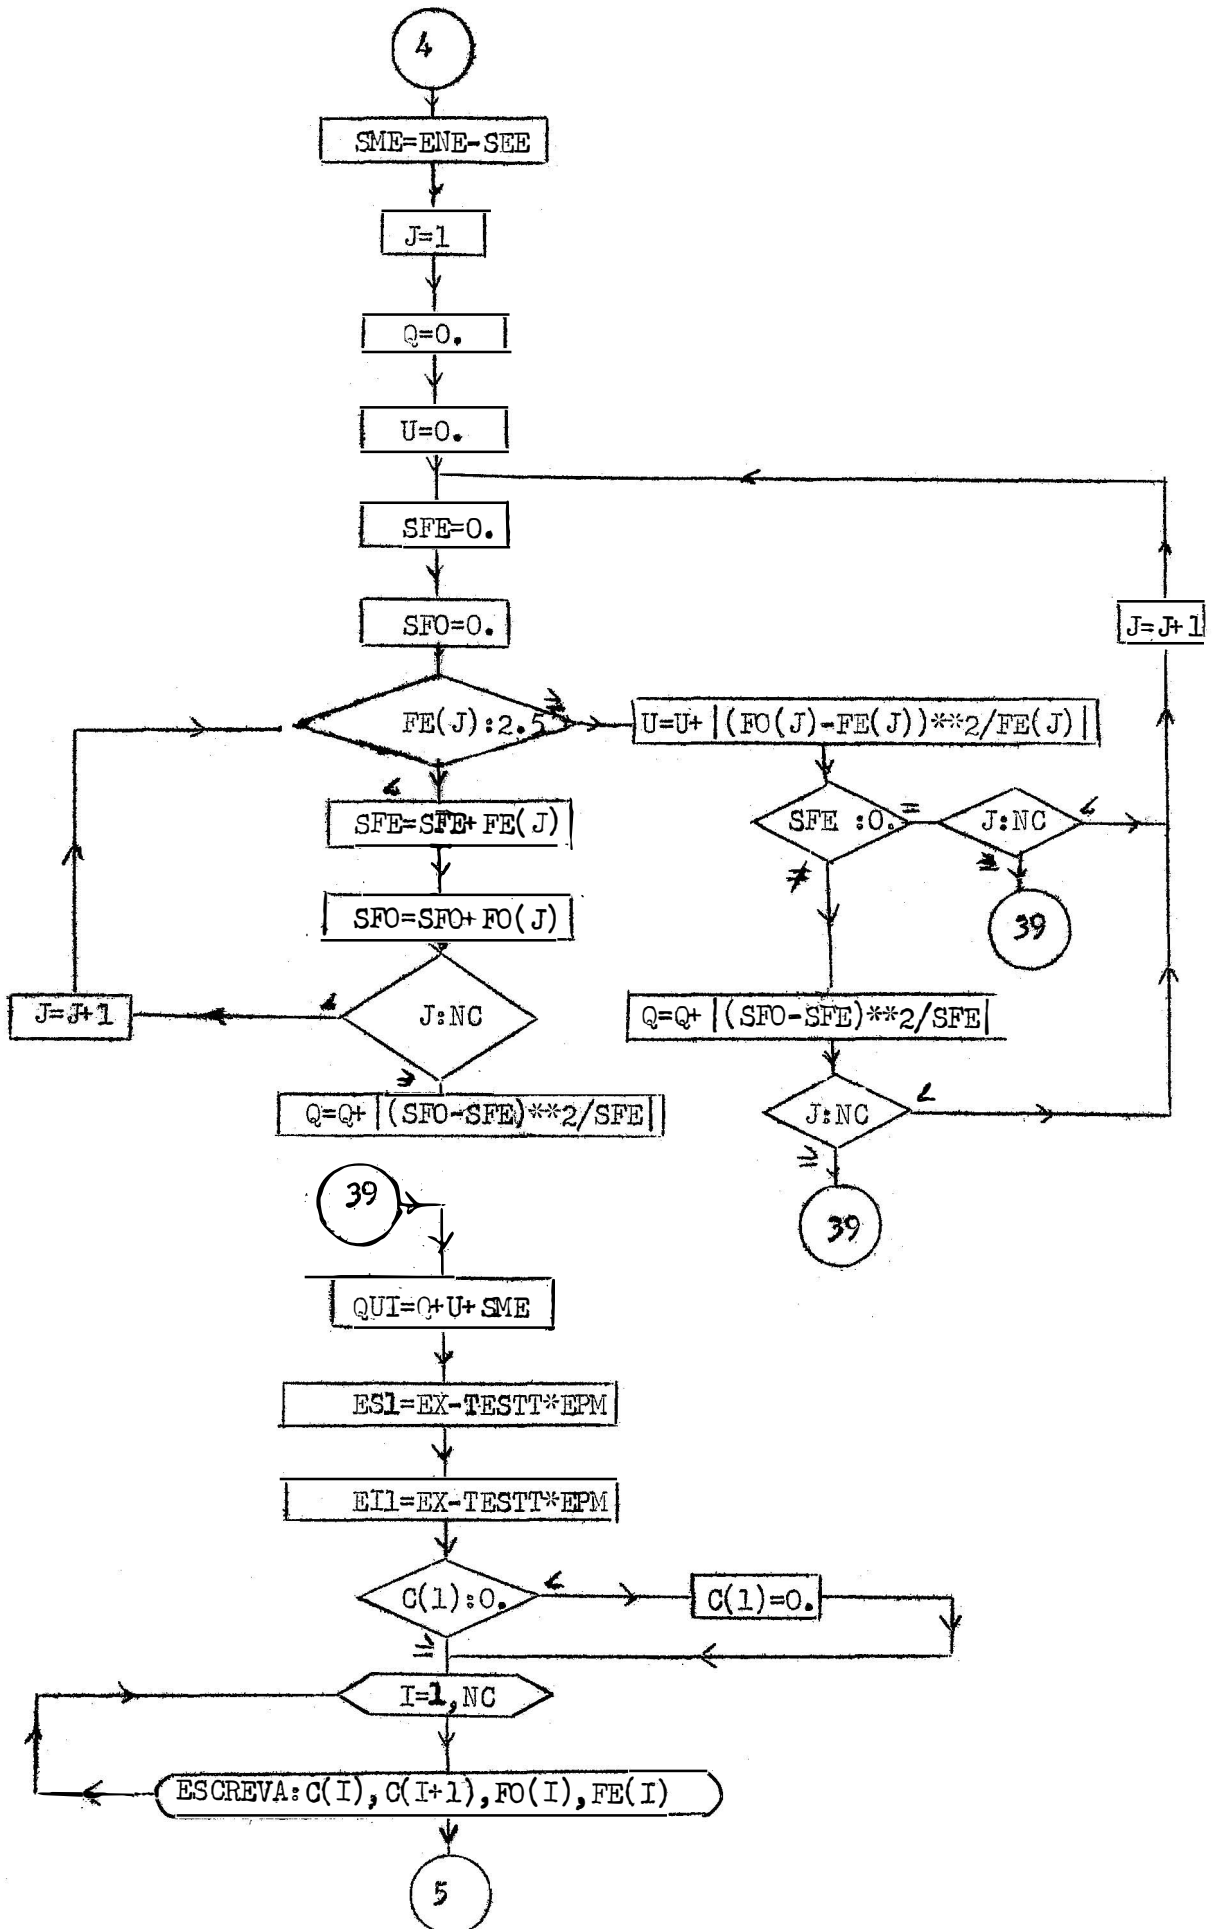 4
SME=ENE-SEE
J=1
Q=0.
U=0.
SFE=0.
SFO=0.
J=J+1
FE(J):2.5
≥
U=U+|(FO(J)-FE(J))**2/FE(J)|
<
SFE=SFE+FE(J)
SFE :0.
=
J:NC
<
≠
≥
SFO=SFO+FO(J)
39
J=J+1
<
J:NC
Q=Q+|(SFO-SFE)**2/SFE|
≥
Q=Q+|(SFO-SFE)**2/SFE|
J:NC
<
≥
39
39
QUI=Q+U+SME
ES1=EX-TESTT*EPM
EI1=EX-TESTT*EPM
C(1):0.
<
C(1)=0.
≥
I=1,NC
ESCREVA:C(I),C(I+1),FO(I),FE(I)
5